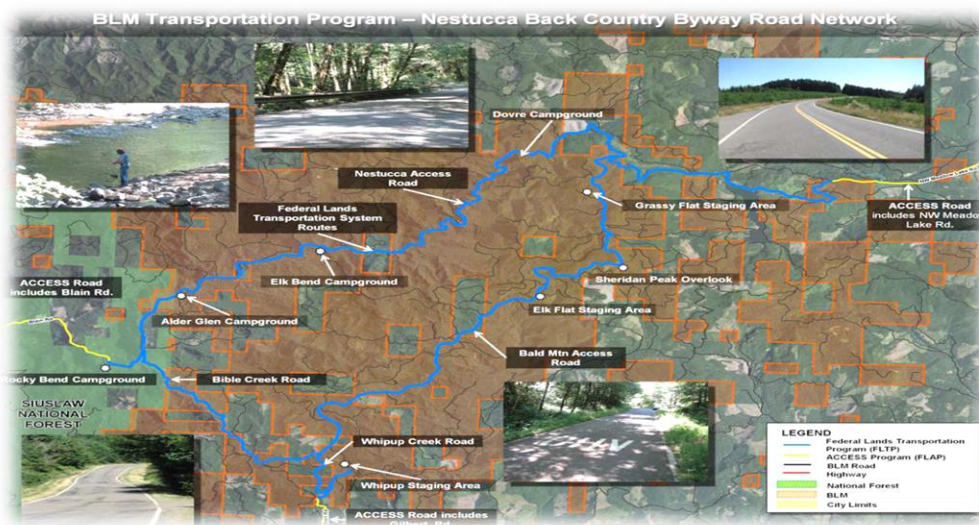 BLM Transportation Program – Nestucca Back Country Byway Road Network
Dovre Campground
Nestucca Access
Road
Federal Lands
Transportation System
Routes
Grassy Flat Staging Area
ACCESS Road
includes NW Meadow
Lake Rd.
Elk Bend Campground
Sheridan Peak Overlook
ACCESS Road
includes Blain Rd.
Alder Glen Campground
Elk Flat Staging Area
Bald Mtn Access
Road
Rocky Bend Campground
Bible Creek Road
SIUSLAW
NATIONAL
FOREST
Whipup Creek Road
Whipup Staging Area
ACCESS Road includes
LEGEND
Federal Lands Transportation
Program (FLTP)
ACCESS Program (FLAP)
BLM Road
Highway
National Forest
BLM
City Limits